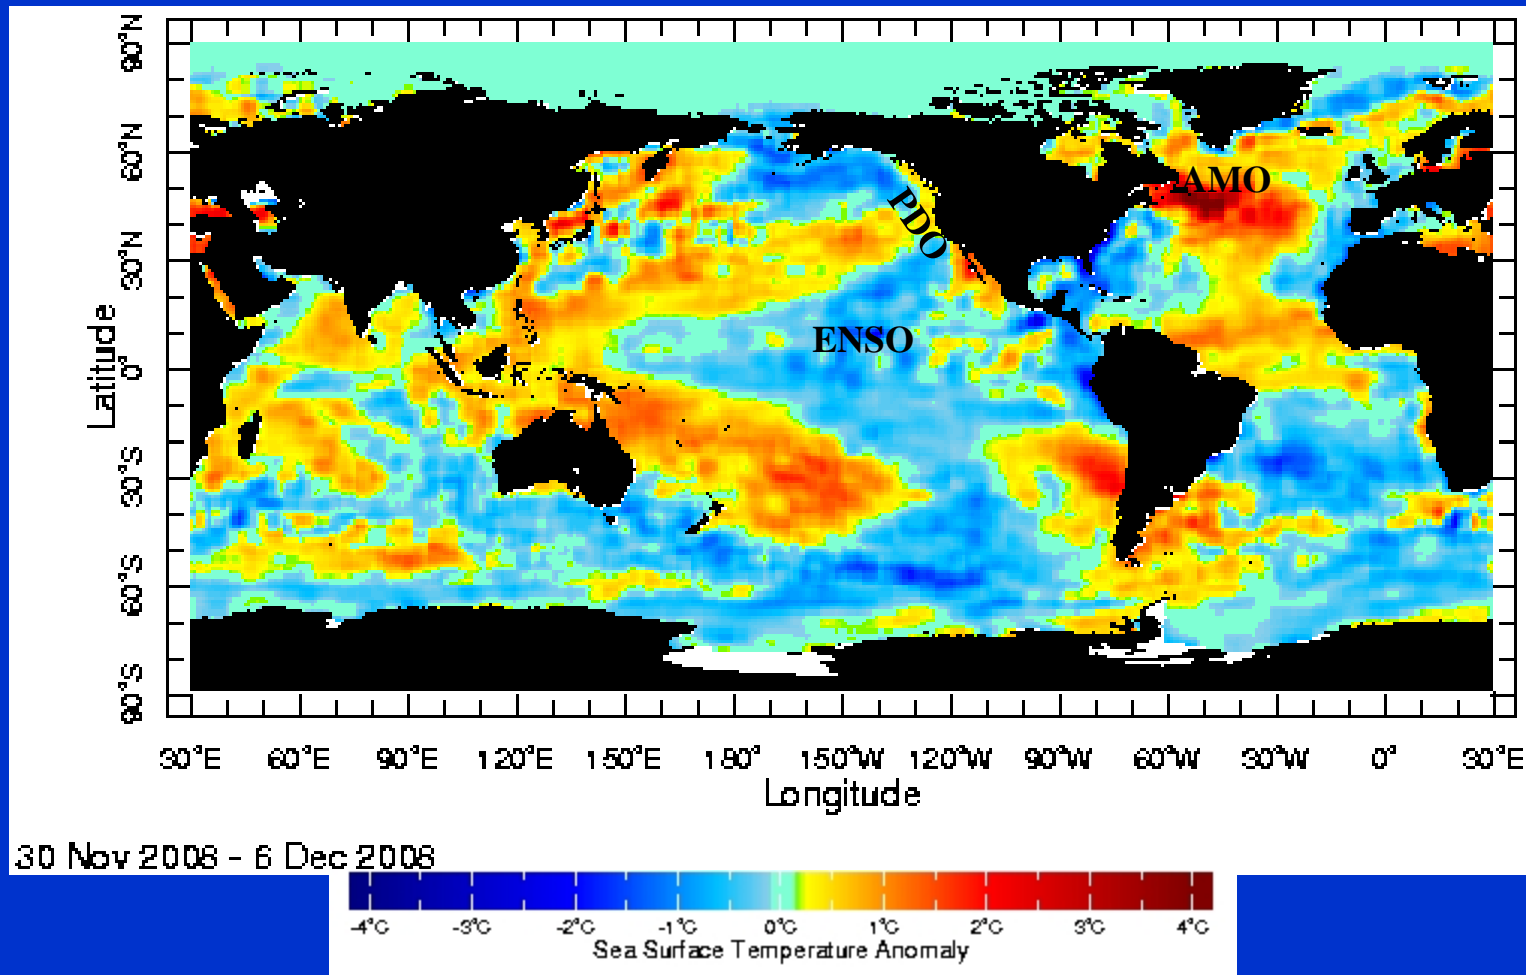 90°N
60°N
30°N
0°
30°S
60°S
90°S
Latitude
AMO
PDO
ENSO
30°E 60°E 90°E 120°E 150°E 180° 150°W 120°W 90°W 60°W 30°W 0° 30°E
Longitude
30 Nov 2008 - 6 Dec 2008
-4°C -3°C -2°C -1°C 0°C 1°C 2°C 3°C 4°C
Sea Surface Temperature Anomaly